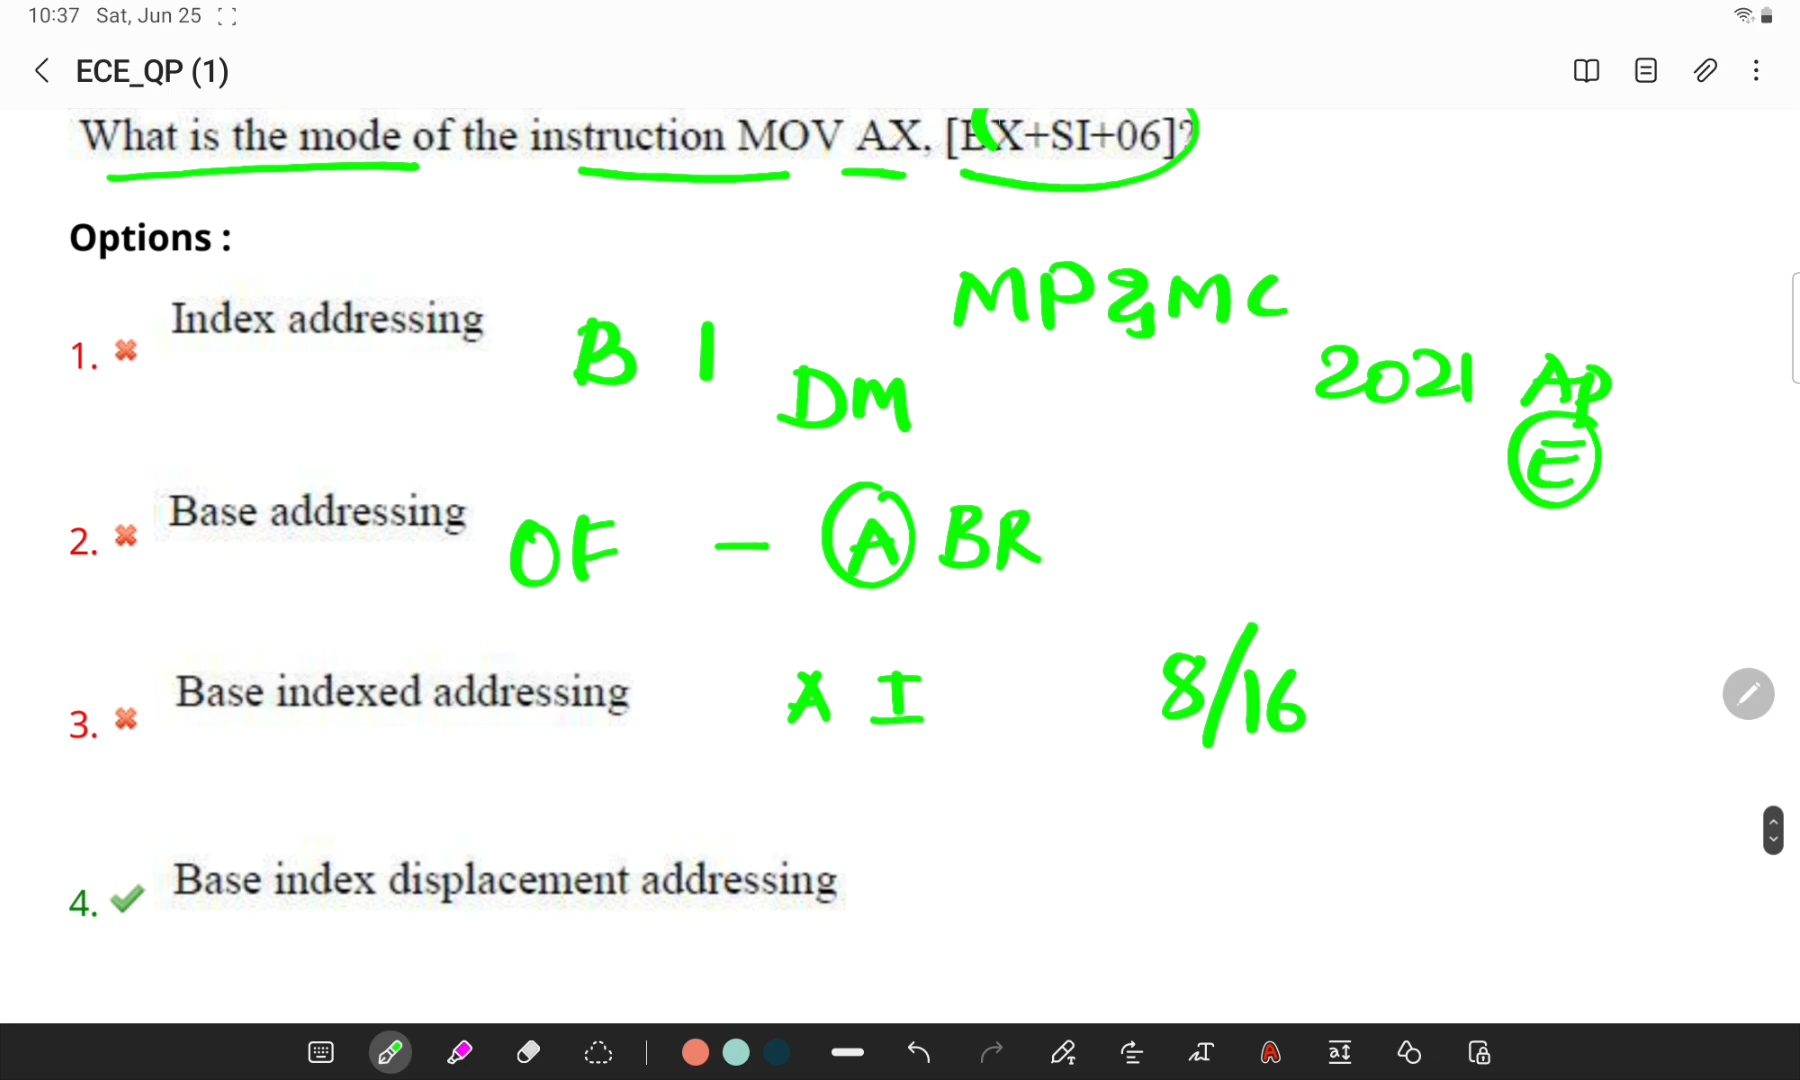 10:37 Sat, Jun 25
ECE_QP (1)
What is the mode of the instruction MOV AX, [BX+SI+06]?
Options :
MP & MC
1. Index addressing
B I
DM
2021 AP
E
2. Base addressing
OF - A BR
3. Base indexed addressing
A I
8/16
4. Base index displacement addressing